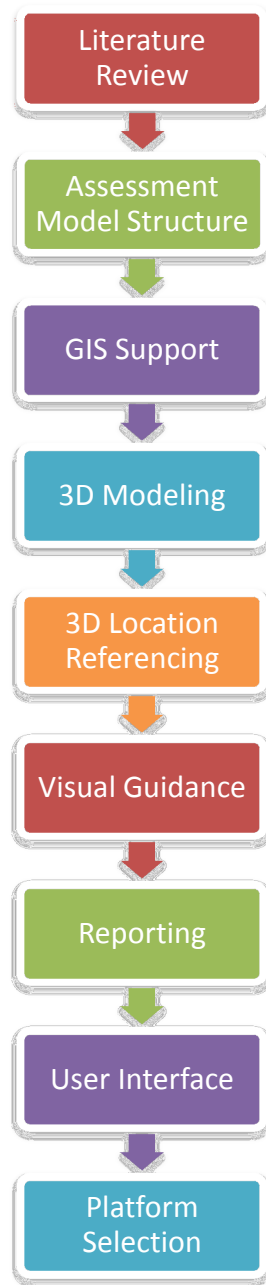 Literature
Review
Assessment
Model Structure
GIS Support
3D Modeling
3D Location
Referencing
Visual Guidance
Reporting
User Interface
Platform
Selection